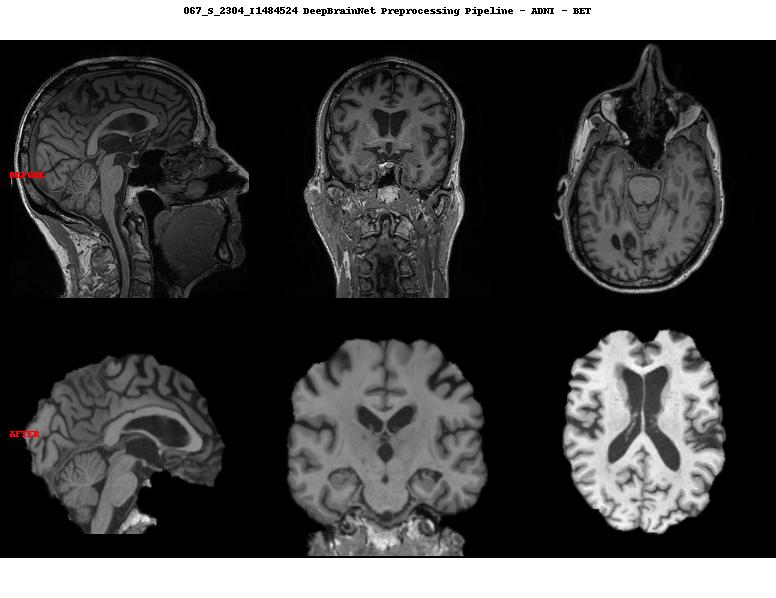 067_S_2304_I1484524 DeepBrainNet Preprocessing Pipeline - ADNI - BET
BEFORE
AFTER